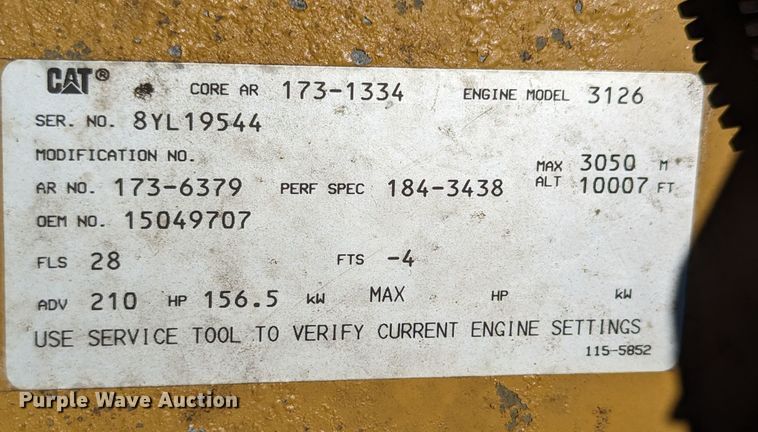 CAT® CORE AR 173-1334 ENGINE MODEL 3126
SER. NO. 8YL19544
MODIFICATION NO.
AR NO. 173-6379 PERF SPEC 184-3438 MAX ALT 3050 M 10007 FT
OEM NO. 15049707
FLS 28 FTS -4
ADV 210 HP 156.5 kW MAX HP kW
USE SERVICE TOOL TO VERIFY CURRENT ENGINE SETTINGS
115-5852
Purple Wave Auction